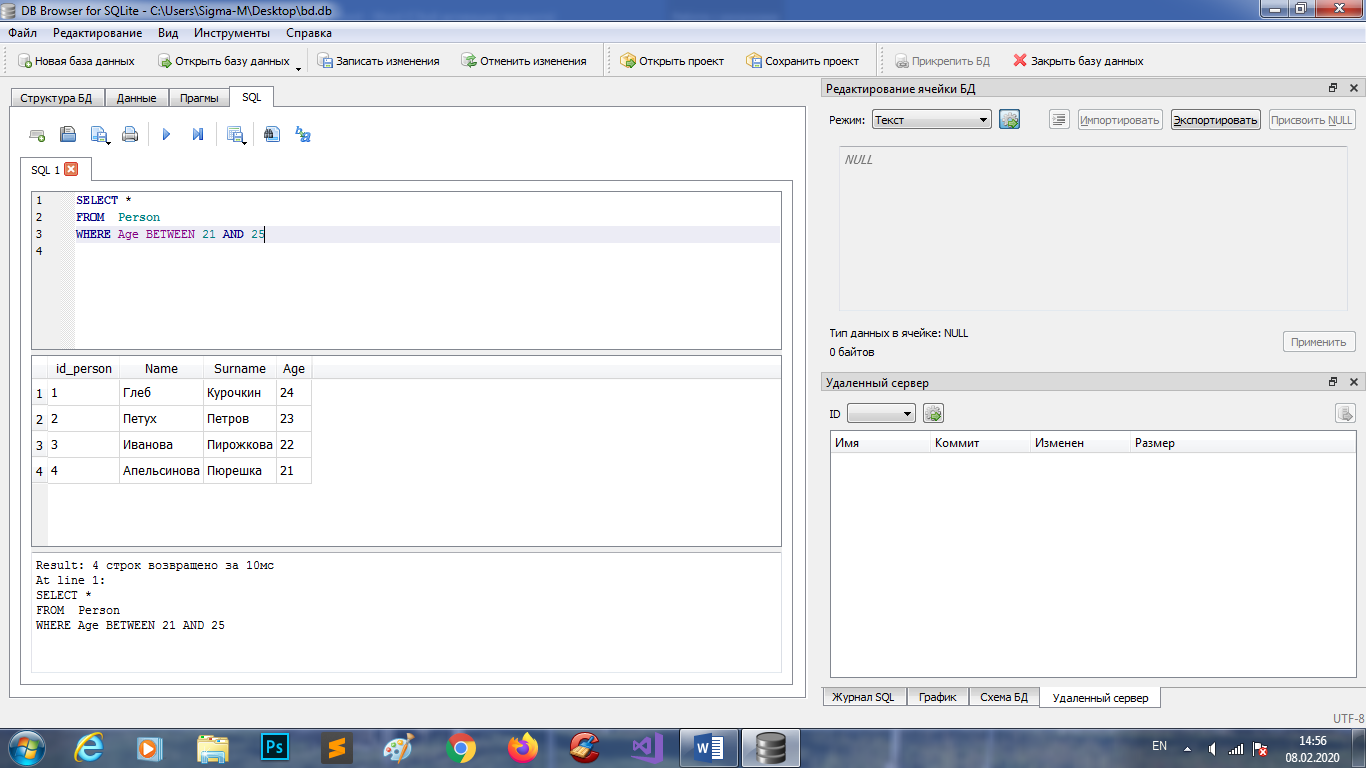 DB Browser for SQLite - C:\Users\Sigma-M\Desktop\bd.db
Файл Редактирование Вид Инструменты Справка
Новая база данных Открыть базу данных Записать изменения Отменить изменения Открыть проект Сохранить проект Прикрепить БД Закрыть базу данных
Структура БД Данные Прагмы SQL
SQL 1
1 SELECT *
2 FROM Person
3 WHERE Age BETWEEN 21 AND 25
4
id_person Name Surname Age
1 1 Глеб Курочкин 24
2 2 Петух Петров 23
3 3 Иванова Пирожкова 22
4 4 Апельсинова Пюрешка 21
Result: 4 строк возвращено за 10мс
At line 1:
SELECT *
FROM Person
WHERE Age BETWEEN 21 AND 25
Редактирование ячейки БД
Режим: Текст Импортировать Экспортировать Присвоить NULL
NULL
Тип данных в ячейке: NULL
0 байтов
Применить
Удаленный сервер
ID
Имя Коммит Изменен Размер
Журнал SQL График Схема БД Удаленный сервер
UTF-8
Ps
EN
14:56
08.02.2020